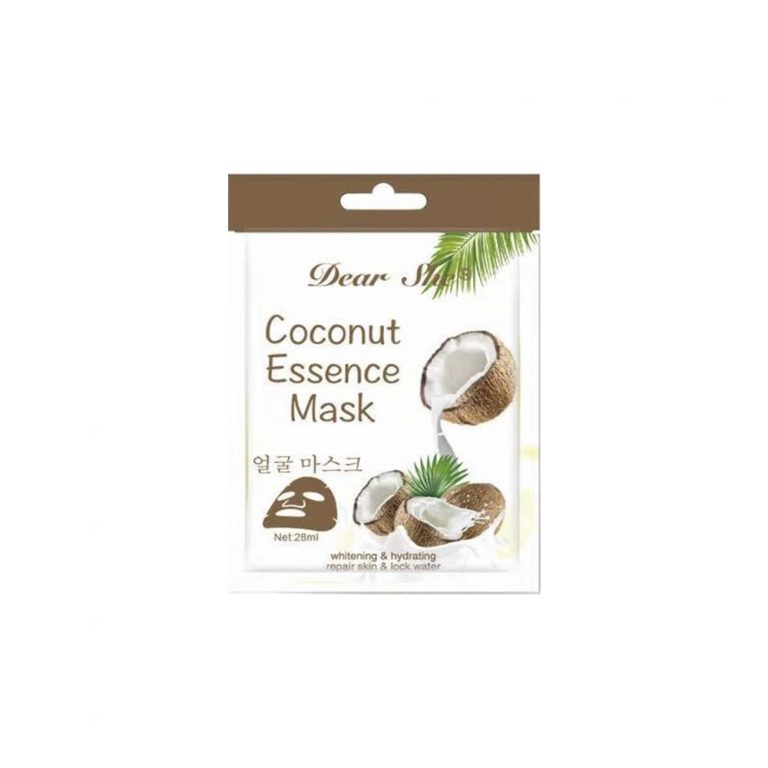 Dear She®
Coconut
Essence
Mask
얼굴 마스크
Net:28ml
whitening & hydrating
repair skin & lock water